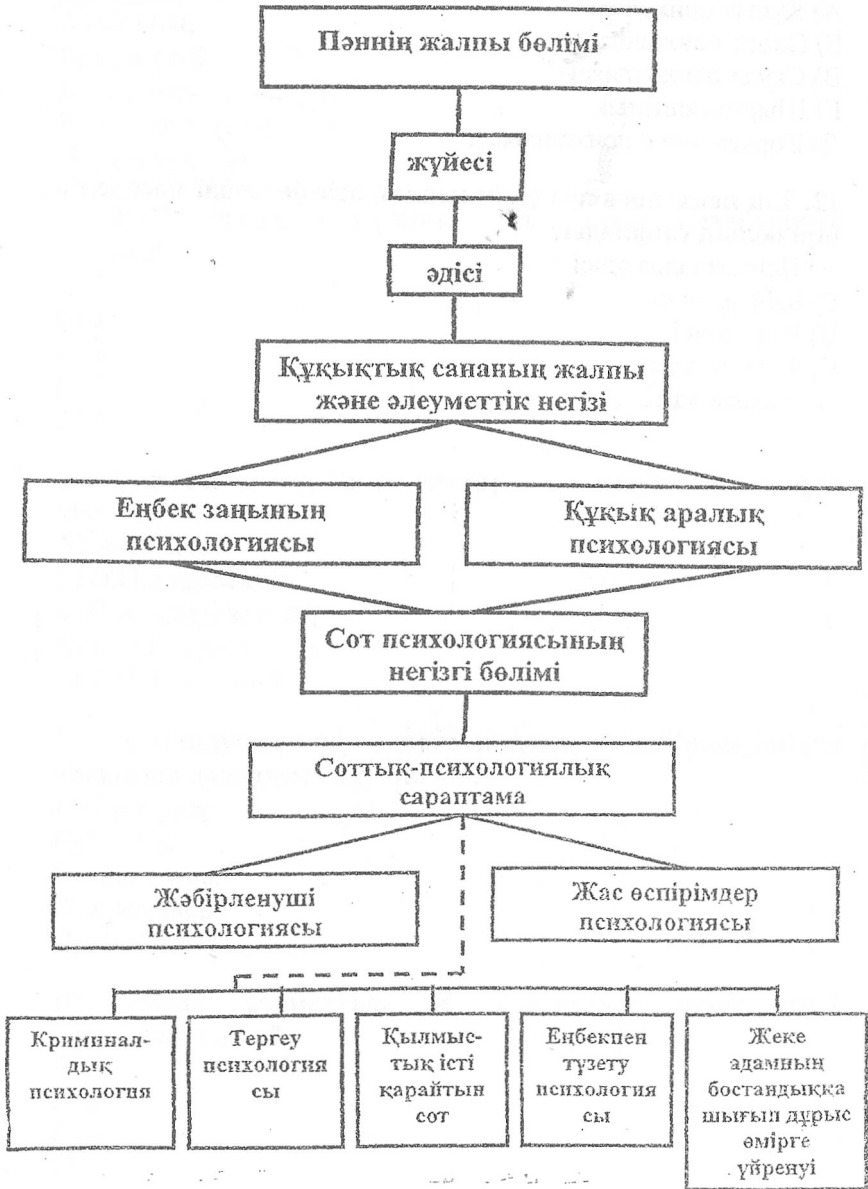 Пәннің жалпы бөлімі
жүйесі
әдісі
Құқықтық сананың жалпы
және әлеуметтік негізі
Еңбек заңының
психологиясы
Құқық аралық
психологиясы
Сот психологиясының
негізгі бөлімі
Соттық-психологиялық
сараптама
Жәбірленуші
психологиясы
Жас өспірімдер
психологиясы
Криминал-
дық
психология
Тергеу
психология
сы
Қылмыс-
тық істі
қарайтын
сот
Еңбекпен
түзету
психология
сы
Жеке
адамның
бостандыққа
шығып дұрыс
өмірге
үйренуі